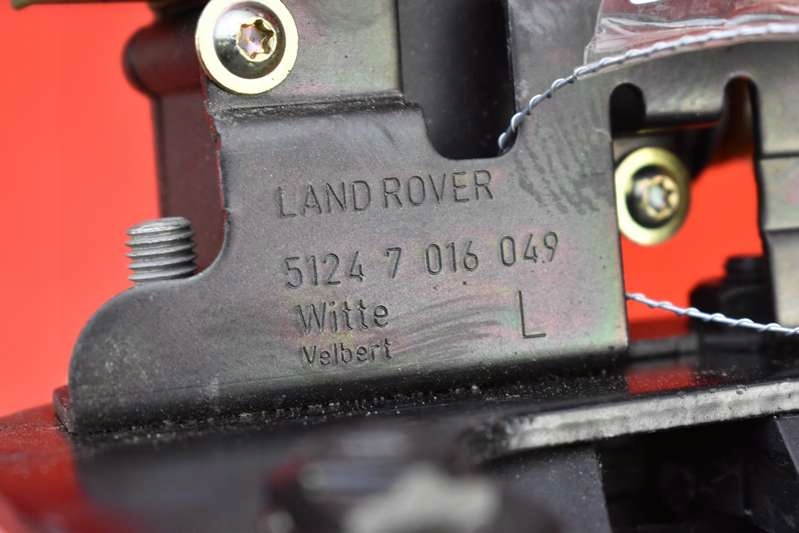 LAND ROVER
5124 7 016 049
Witte L
Velbert